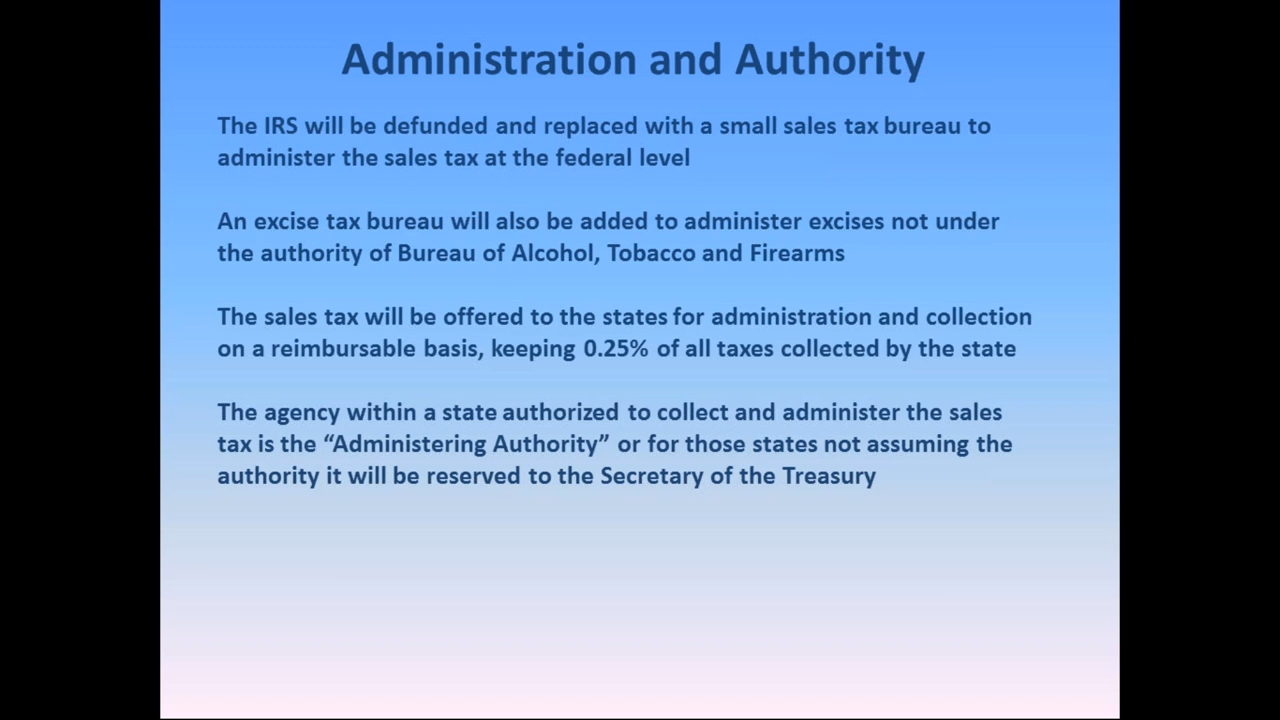 Administration and Authority
The IRS will be defunded and replaced with a small sales tax bureau to
administer the sales tax at the federal level
An excise tax bureau will also be added to administer excises not under
the authority of Bureau of Alcohol, Tobacco and Firearms
The sales tax will be offered to the states for administration and collection
on a reimbursable basis, keeping 0.25% of all taxes collected by the state
The agency within a state authorized to collect and administer the sales
tax is the “Administering Authority” or for those states not assuming the
authority it will be reserved to the Secretary of the Treasury